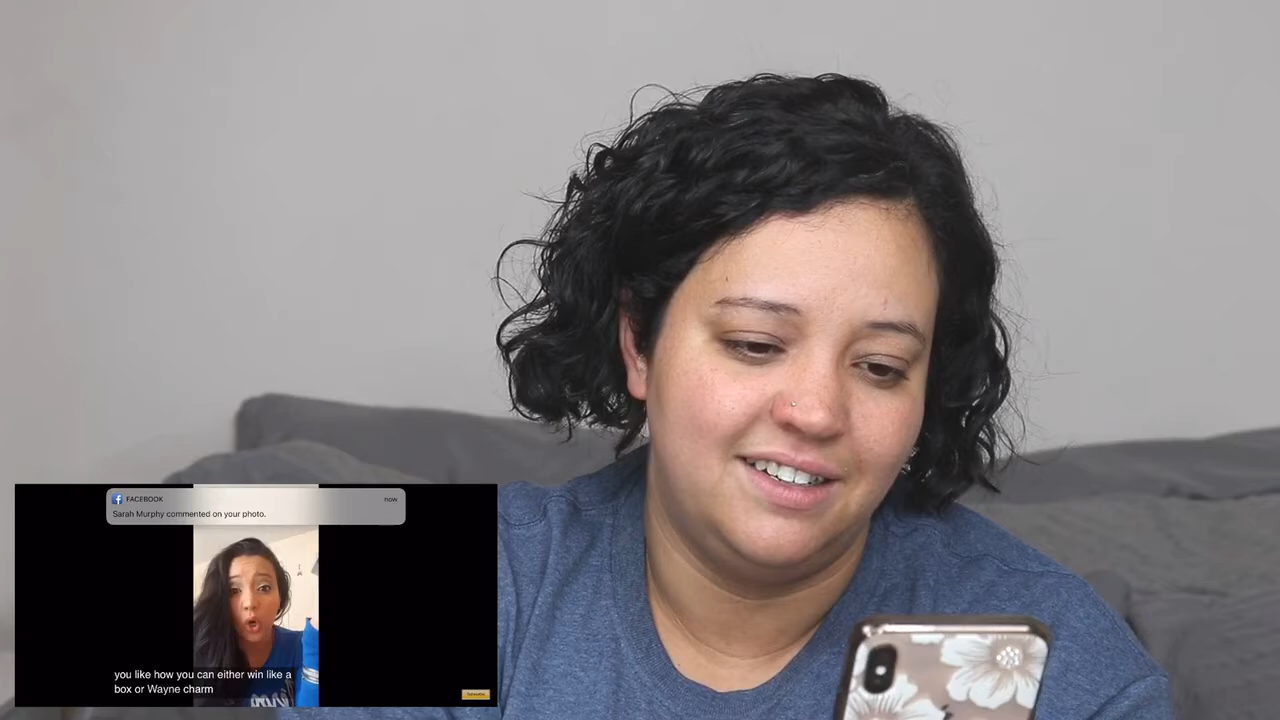 FACEBOOK
now
Sarah Murphy commented on your photo.
you like how you can either win like a
box or Wayne charm